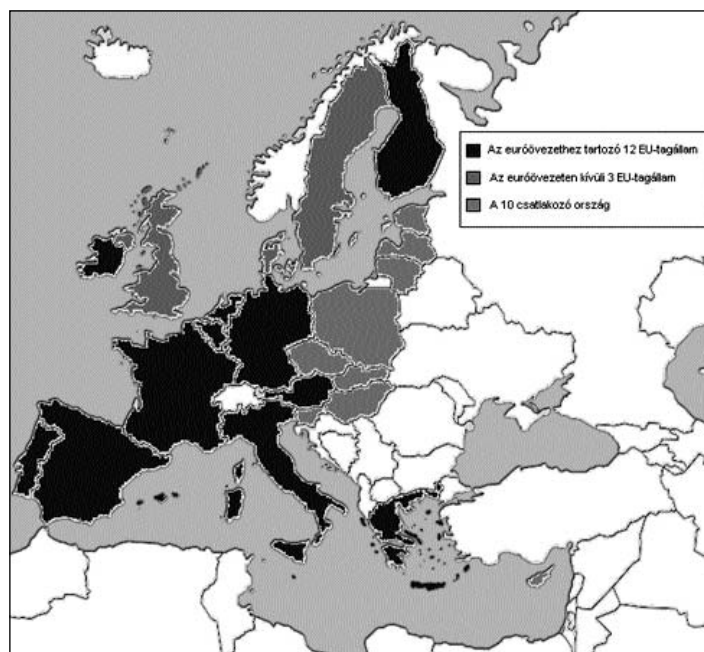 Az euróövezethez tartozó 12 EU-tagállam
Az euróövezeten kívüli 3 EU-tagállam
A 10 csatlakozó ország